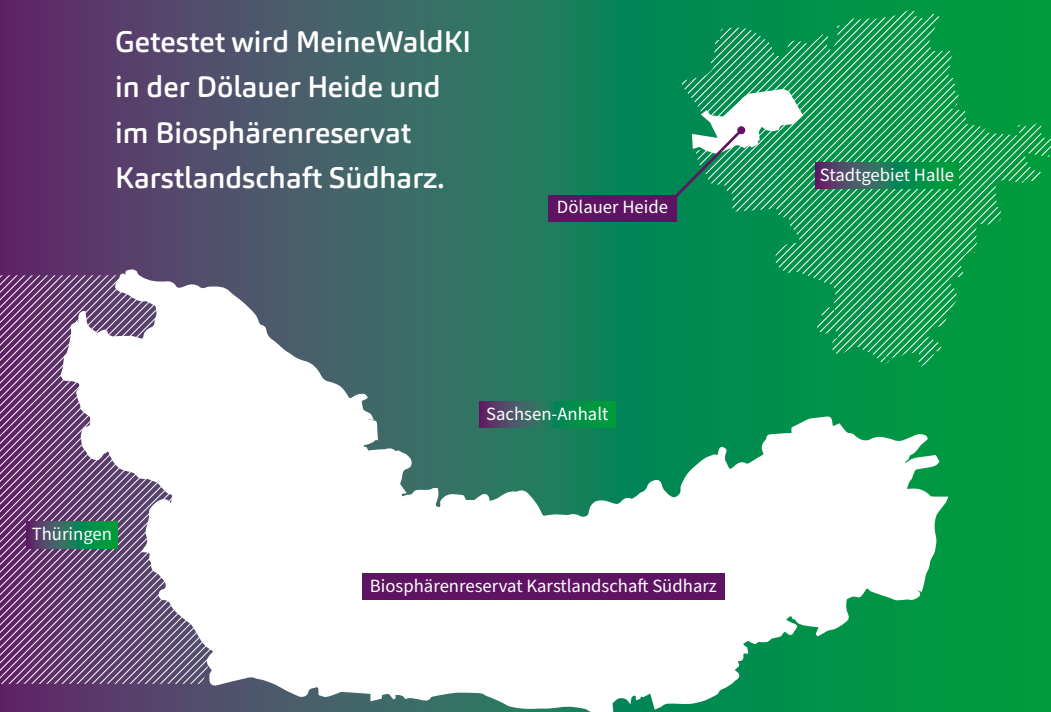 Getestet wird MeineWaldKI
in der Dölauer Heide und
im Biosphärenreservat
Karstlandschaft Südharz.
Stadtgebiet Halle
Dölauer Heide
Sachsen-Anhalt
Thüringen
Biosphärenreservat Karstlandschaft Südharz